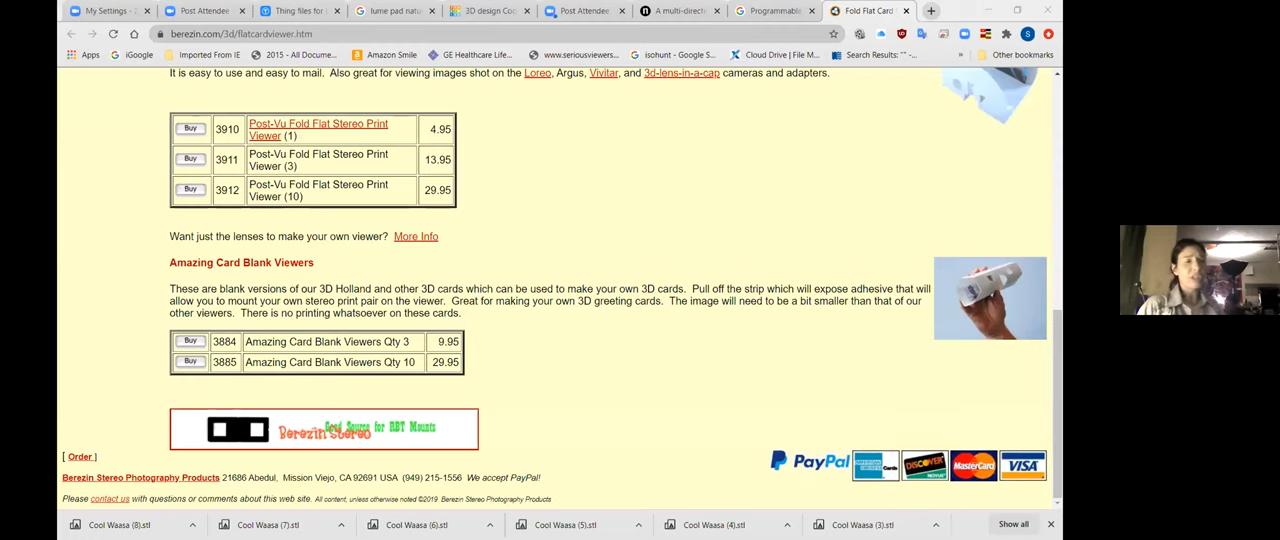 My Settings - Z
Post Attendee
Thing files for
lume pad natu
3D design Coo
Post Attendee
A multi-direct
Programmable
Fold Flat Card
berezin.com/3d/flatcardviewer.htm
Apps
iGoogle
Imported From IE
2015 - All Docume...
Amazon Smile
GE Healthcare Life...
www.seriousviewers...
isohunt - Google S...
Cloud Drive | File M...
Search Results: "" -...
»
Other bookmarks
It is easy to use and easy to mail. Also great for viewing images shot on the Loreo, Argus, Vivitar, and 3d-lens-in-a-cap cameras and adapters.
Buy 3910 Post-Vu Fold Flat Stereo Print 4.95
Viewer (1)
Buy 3911 Post-Vu Fold Flat Stereo Print 13.95
Viewer (3)
Buy 3912 Post-Vu Fold Flat Stereo Print 29.95
Viewer (10)
Want just the lenses to make your own viewer? More Info
Amazing Card Blank Viewers
These are blank versions of our 3D Holland and other 3D cards which can be used to make your own 3D cards. Pull off the strip which will expose adhesive that will
allow you to mount your own stereo print pair on the viewer. Great for making your own 3D greeting cards. The image will need to be a bit smaller than that of our
other viewers. There is no printing whatsoever on these cards.
Buy 3884 Amazing Card Blank Viewers Qty 3 9.95
Buy 3885 Amazing Card Blank Viewers Qty 10 29.95
Good Source for RBT Mounts
Berezin Stereo
[ Order ]
PayPal
AMERICAN EXPRESS Cards
DISCOVER
MasterCard
VISA
Berezin Stereo Photography Products 21686 Abedul, Mission Viejo, CA 92691 USA (949) 215-1556 We accept PayPal!
Please contact us with questions or comments about this web site. All content, unless otherwise noted ©2019 Berezin Stereo Photography Products
Cool Waasa (8).stl
Cool Waasa (7).stl
Cool Waasa (6).stl
Cool Waasa (5).stl
Cool Waasa (4).stl
Cool Waasa (3).stl
Show all